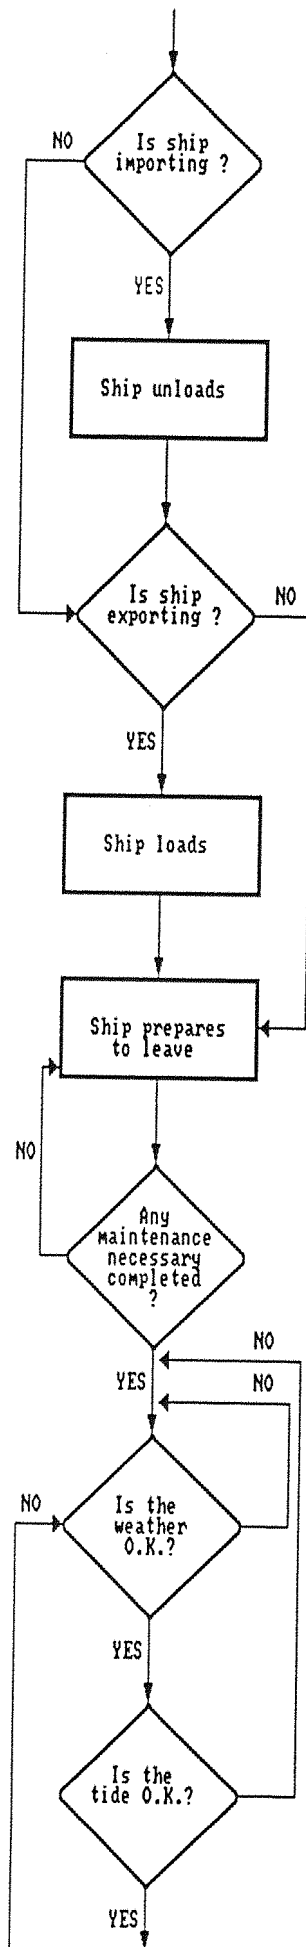 Is ship
importing ?
NO
YES
Ship unloads
Is ship
exporting ?
NO
YES
Ship loads
Ship prepares
to leave
NO
Any
maintenance
necessary
completed
?
NO
YES
NO
Is the
weather
O.K.?
NO
YES
Is the
tide O.K.?
YES